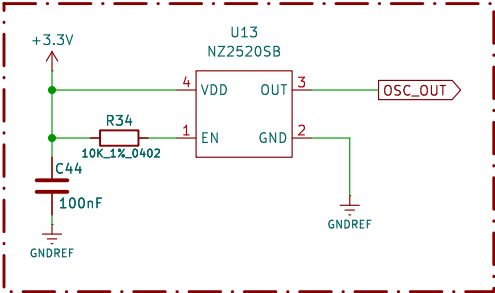 U13
NZ2520SB
+3.3V
4 VDD OUT 3
OSC_OUT
R34
1 EN GND 2
10K_1%_0402
C44
100nF
GNDREF
GNDREF